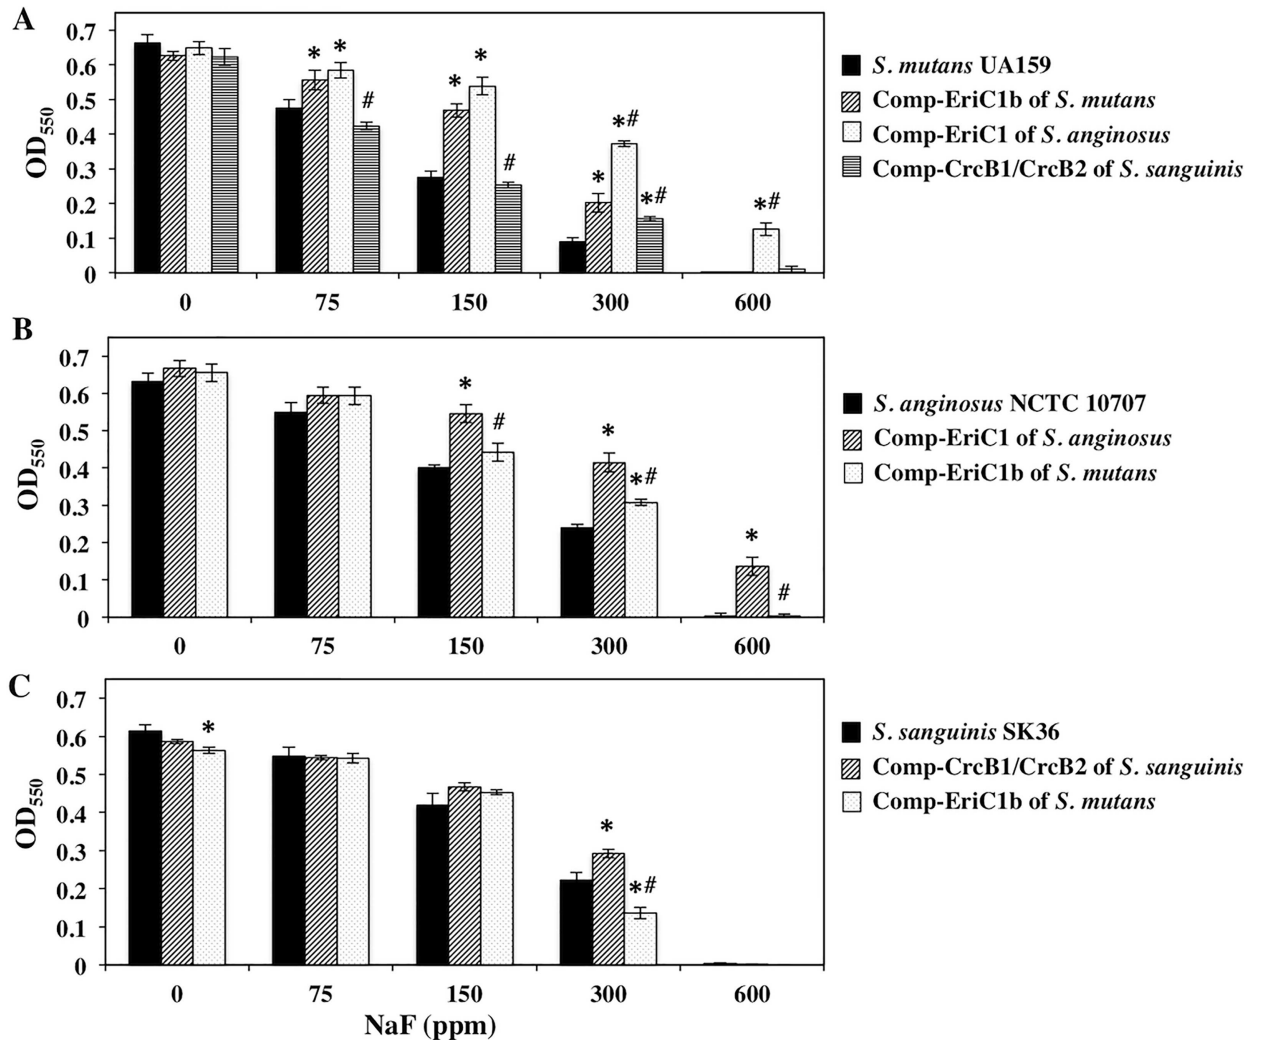 A
0.7
0.6
0.5
0.4
0.3
0.2
0.1
0
OD550
* * #
* * #
* *# *#
*#
0 75 150 300 600
S. mutans UA159
Comp-EriC1b of S. mutans
Comp-EriC1 of S. anginosus
Comp-CrcB1/CrcB2 of S. sanguinis
B
0.7
0.6
0.5
0.4
0.3
0.2
0.1
0
OD550
* #
* *#
* #
0 75 150 300 600
S. anginosus NCTC 10707
Comp-EriC1 of S. anginosus
Comp-EriC1b of S. mutans
C
0.7
0.6
0.5
0.4
0.3
0.2
0.1
0
OD550
*
* *#
0 75 150 300 600
NaF (ppm)
S. sanguinis SK36
Comp-CrcB1/CrcB2 of S. sanguinis
Comp-EriC1b of S. mutans